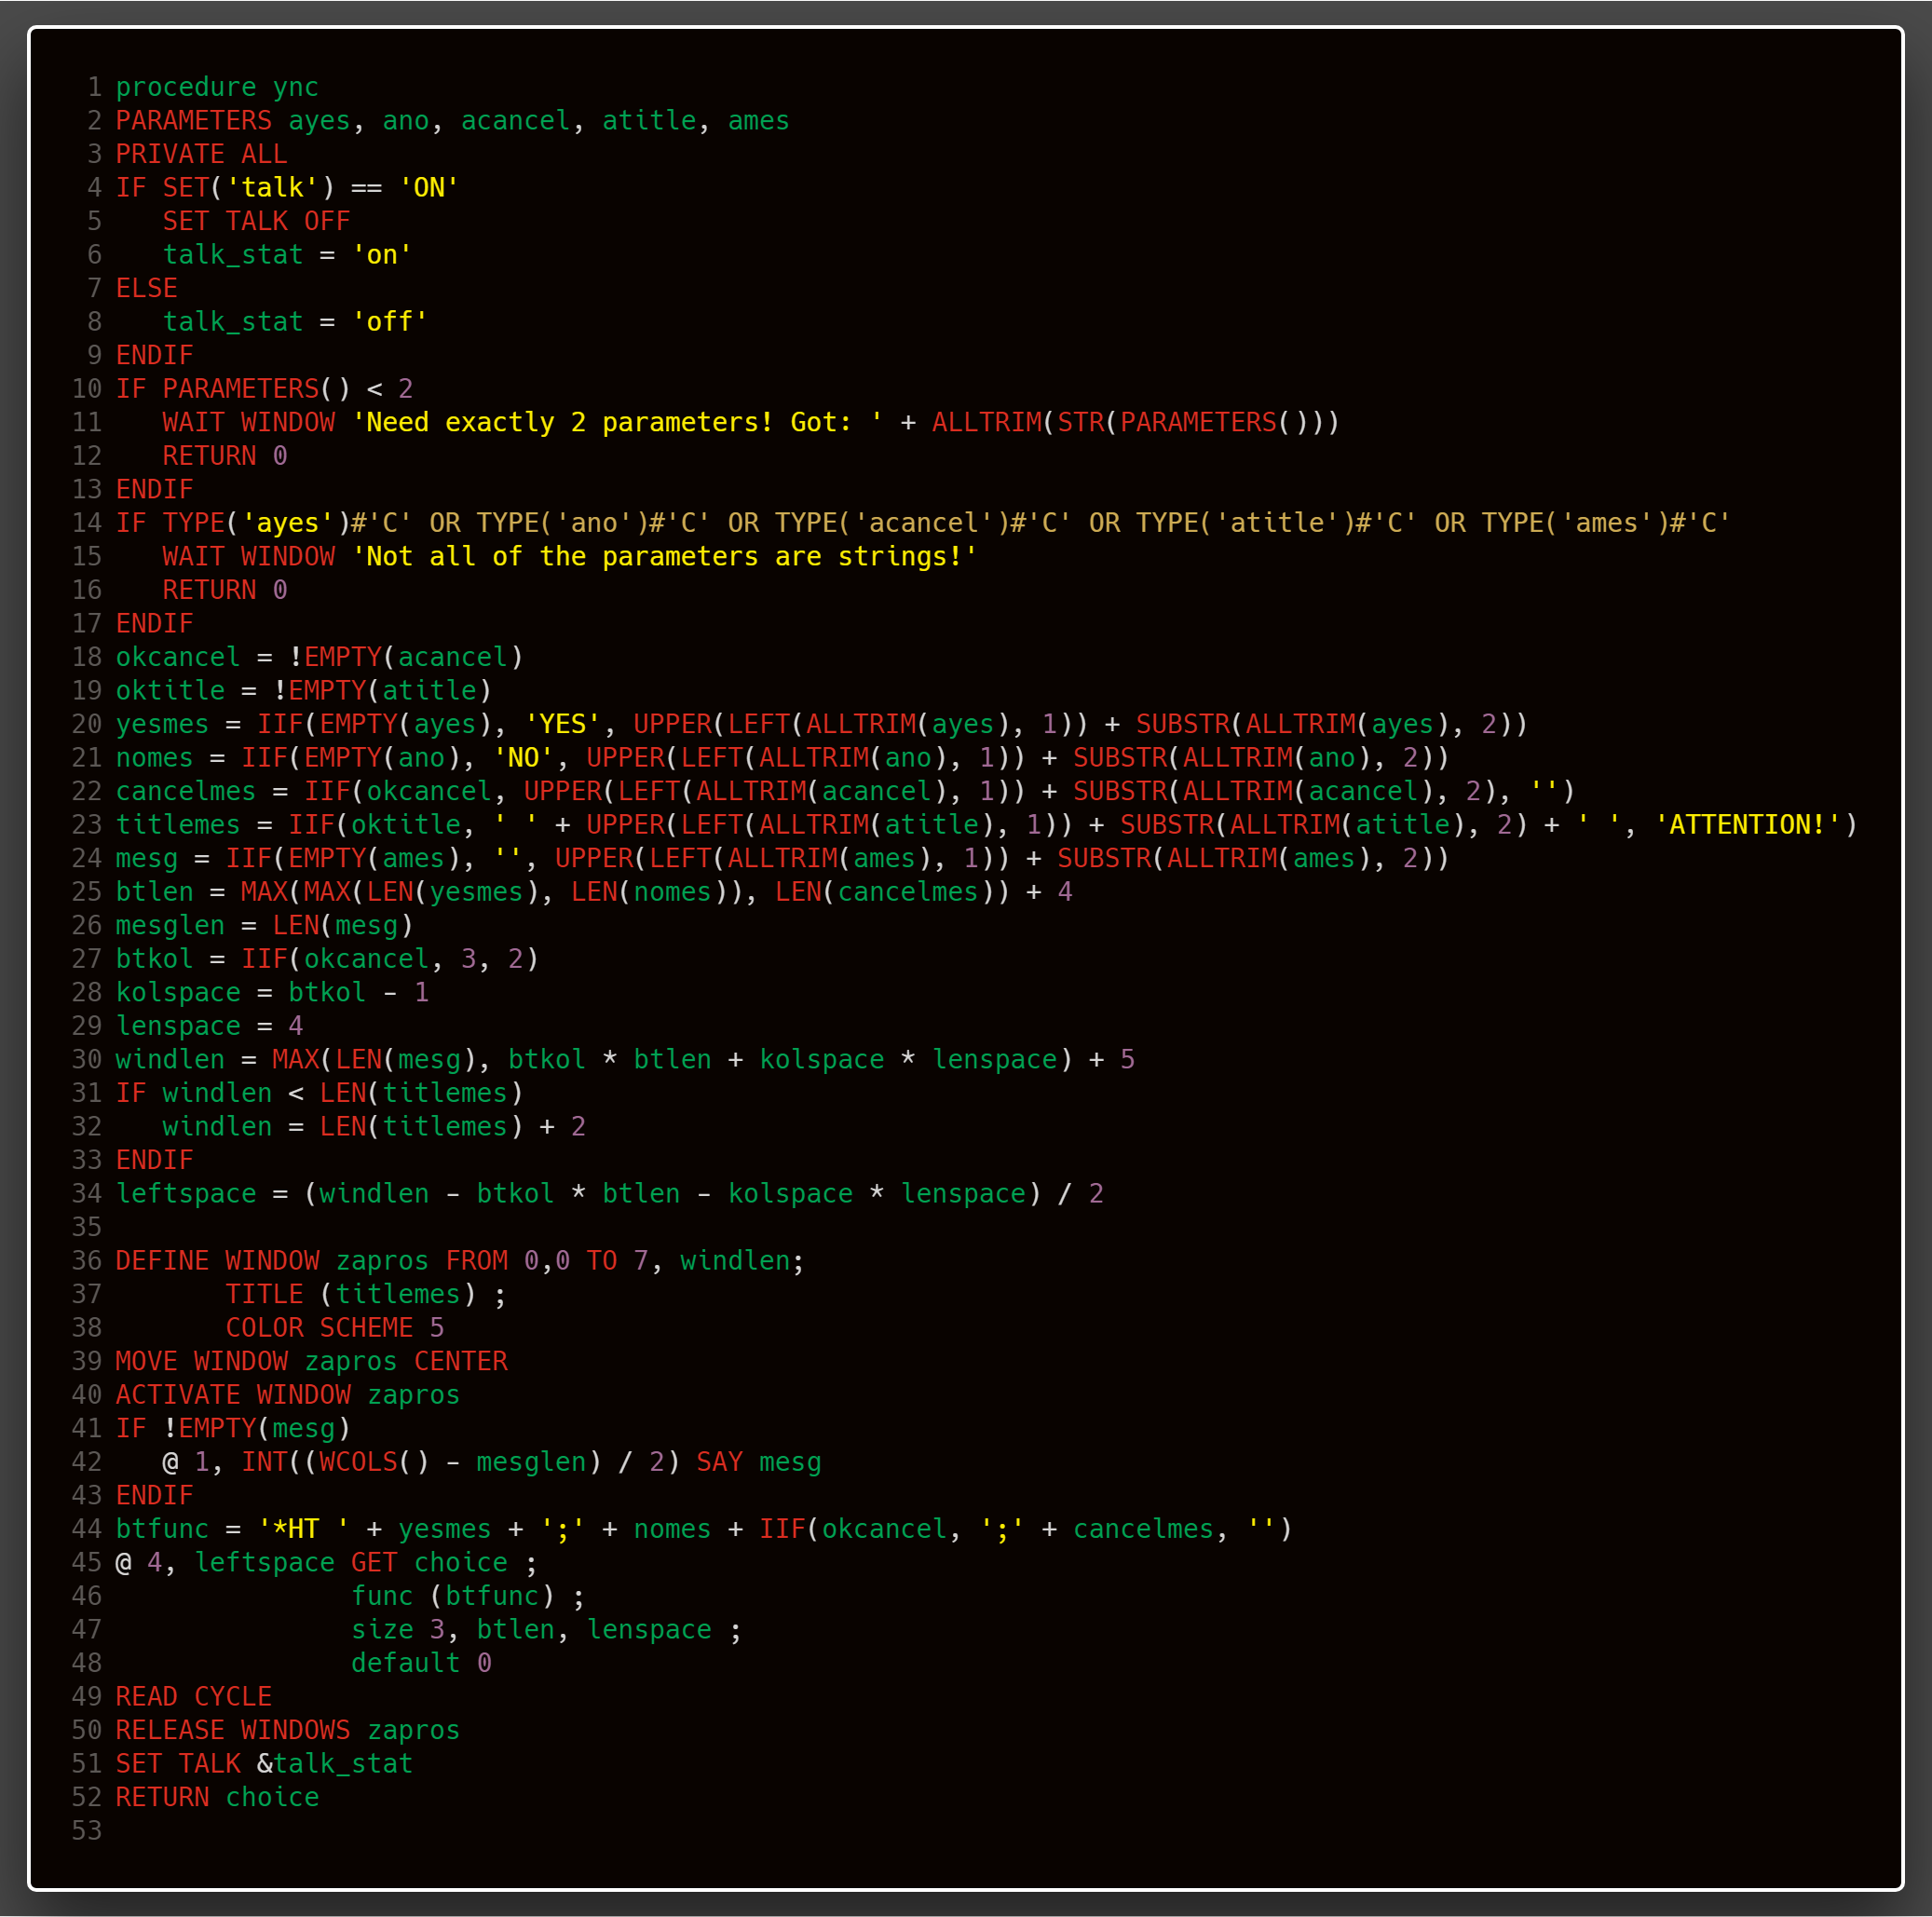 1 procedure ync
2 PARAMETERS ayes, ano, acancel, atitle, ames
3 PRIVATE ALL
4 IF SET('talk') == 'ON'
5    SET TALK OFF
6    talk_stat = 'on'
7 ELSE
8    talk_stat = 'off'
9 ENDIF
10 IF PARAMETERS() < 2
11    WAIT WINDOW 'Need exactly 2 parameters! Got: ' + ALLTRIM(STR(PARAMETERS()))
12    RETURN 0
13 ENDIF
14 IF TYPE('ayes')#'C' OR TYPE('ano')#'C' OR TYPE('acancel')#'C' OR TYPE('atitle')#'C' OR TYPE('ames')#'C'
15    WAIT WINDOW 'Not all of the parameters are strings!'
16    RETURN 0
17 ENDIF
18 okcancel = !EMPTY(acancel)
19 oktitle = !EMPTY(atitle)
20 yesmes = IIF(EMPTY(ayes), 'YES', UPPER(LEFT(ALLTRIM(ayes), 1)) + SUBSTR(ALLTRIM(ayes), 2))
21 nomes = IIF(EMPTY(ano), 'NO', UPPER(LEFT(ALLTRIM(ano), 1)) + SUBSTR(ALLTRIM(ano), 2))
22 cancelmes = IIF(okcancel, UPPER(LEFT(ALLTRIM(acancel), 1)) + SUBSTR(ALLTRIM(acancel), 2), '')
23 titlemes = IIF(oktitle, ' ' + UPPER(LEFT(ALLTRIM(atitle), 1)) + SUBSTR(ALLTRIM(atitle), 2) + ' ', 'ATTENTION!')
24 mesg = IIF(EMPTY(ames), '', UPPER(LEFT(ALLTRIM(ames), 1)) + SUBSTR(ALLTRIM(ames), 2))
25 btlen = MAX(MAX(LEN(yesmes), LEN(nomes)), LEN(cancelmes)) + 4
26 mesglen = LEN(mesg)
27 btkol = IIF(okcancel, 3, 2)
28 kolspace = btkol - 1
29 lenspace = 4
30 windlen = MAX(LEN(mesg), btkol * btlen + kolspace * lenspace) + 5
31 IF windlen < LEN(titlemes)
32    windlen = LEN(titlemes) + 2
33 ENDIF
34 leftspace = (windlen - btkol * btlen - kolspace * lenspace) / 2
35
36 DEFINE WINDOW zapros FROM 0,0 TO 7, windlen;
37        TITLE (titlemes) ;
38        COLOR SCHEME 5
39 MOVE WINDOW zapros CENTER
40 ACTIVATE WINDOW zapros
41 IF !EMPTY(mesg)
42    @ 1, INT((WCOLS() - mesglen) / 2) SAY mesg
43 ENDIF
44 btfunc = '*HT ' + yesmes + ';' + nomes + IIF(okcancel, ';' + cancelmes, '')
45 @ 4, leftspace GET choice ;
46                func (btfunc) ;
47                size 3, btlen, lenspace ;
48                default 0
49 READ CYCLE
50 RELEASE WINDOWS zapros
51 SET TALK &talk_stat
52 RETURN choice
53